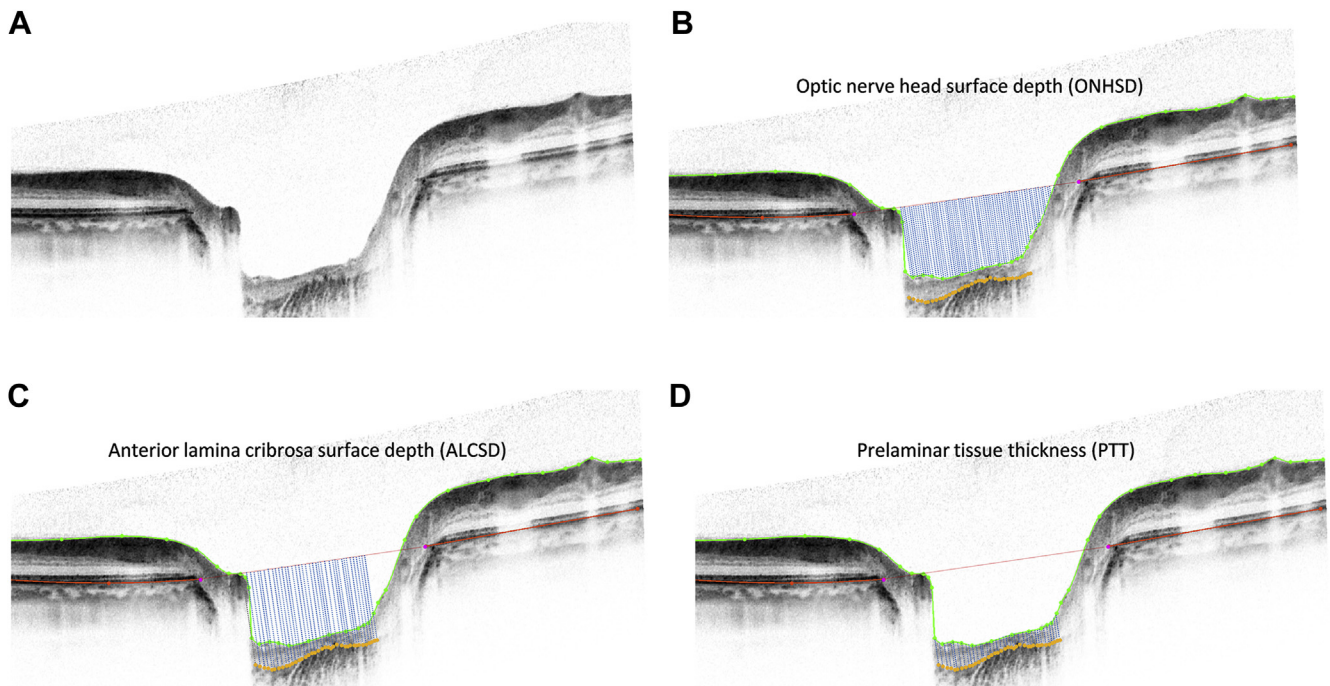 A
B
Optic nerve head surface depth (ONHSD)
C
Anterior lamina cribrosa surface depth (ALCSD)
D
Prelaminar tissue thickness (PTT)